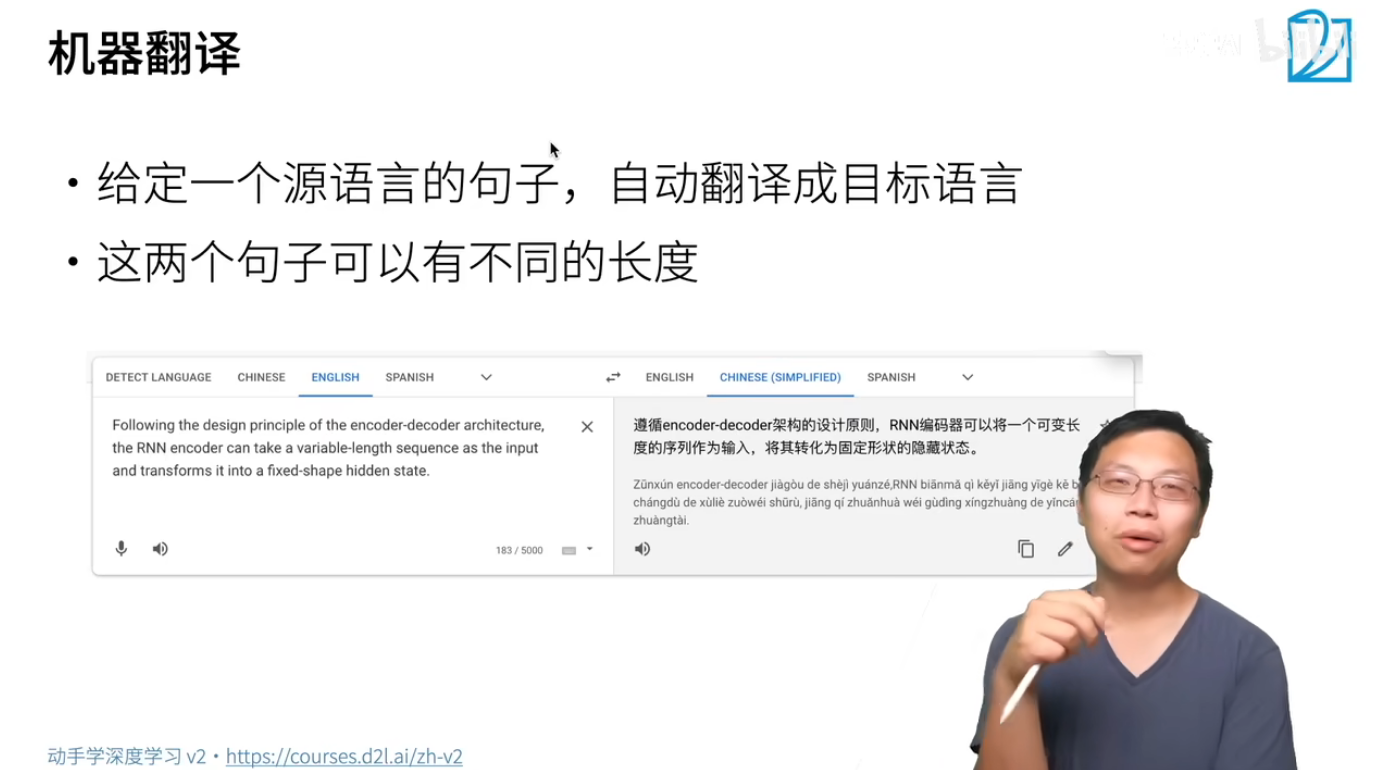 机器翻译
bilibili
• 给定一个源语言的句子，自动翻译成目标语言
• 这两个句子可以有不同的长度
DETECT LANGUAGE CHINESE ENGLISH SPANISH
ENGLISH CHINESE (SIMPLIFIED) SPANISH
Following the design principle of the encoder-decoder architecture,
the RNN encoder can take a variable-length sequence as the input
and transforms it into a fixed-shape hidden state.
183 / 5000
遵循encoder-decoder架构的设计原则，RNN编码器可以将一个可变长
度的序列作为输入，将其转化为固定形状的隐藏状态。
Zūnxún encoder-decoder jiàgòu de shèjì yuánzé,RNN biānmǎ qì kěyǐ jiāng yīgè kě
chángdù de xùliè zuòwéi shūrù, jiāng qí zhuǎnhuà wéi gùdìng xíngzhuàng de
zhuàngtài.
动手学深度学习 v2 • https://courses.d2l.ai/zh-v2